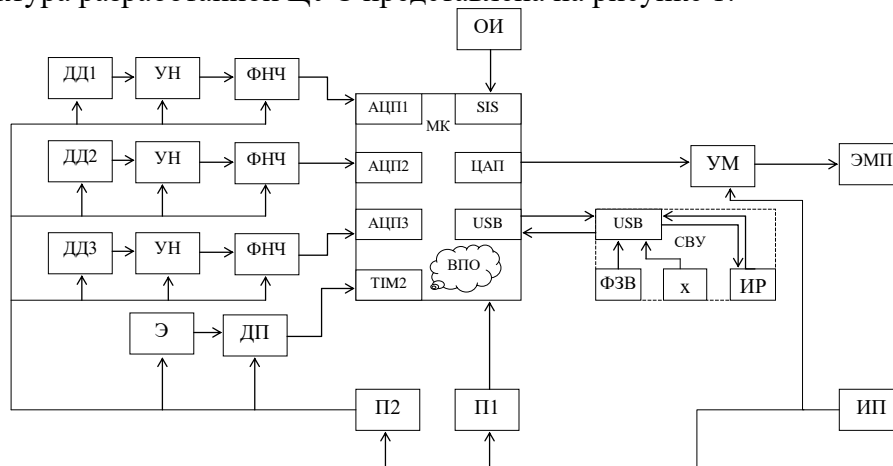 ОИ
ДД1 УН ФНЧ
АЦП1 SIS
МК
ДД2 УН ФНЧ АЦП2 ЦАП УМ ЭМП
АЦП3 USB USB
ДД3 УН ФНЧ СВУ
ВПО
TIM2 ФЗВ x ИР
Э ДП
П2 П1 ИП